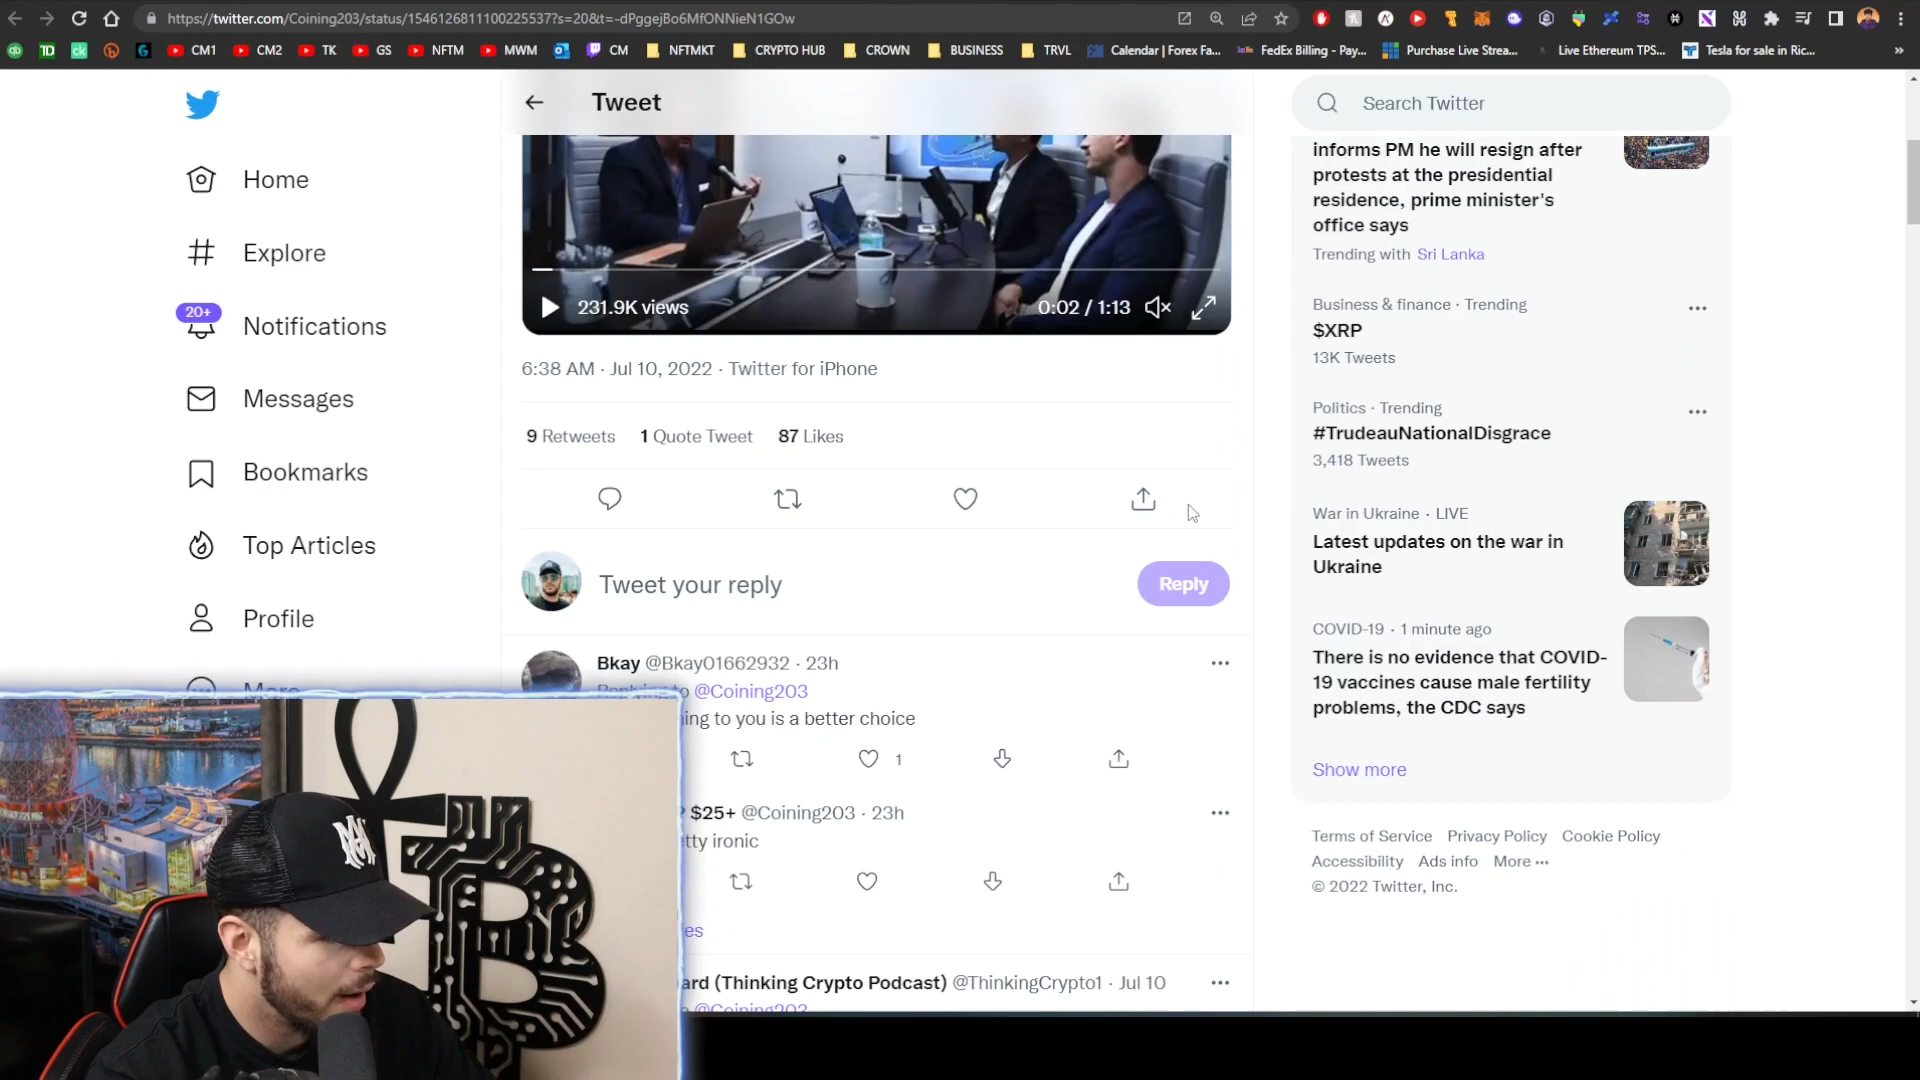 https://twitter.com/Coining203/status/1546126811100225537?s=20&t=-dPggejBo6MfONNieN1GOw
TD
ck
CM1
CM2
TK
GS
NFTM
MWM
CM
NFTMKT
CRYPTO HUB
CROWN
BUSINESS
TRVL
Calendar | Forex Fa...
FedEx Billing - Pay...
Purchase Live Strea...
Live Ethereum TPS...
Tesla for sale in Ric...
»
Home
Explore
20+
Notifications
Messages
Bookmarks
Top Articles
Profile
More
Tweet
231.9K views
0:02 / 1:13
6:38 AM · Jul 10, 2022 · Twitter for iPhone
9 Retweets 1 Quote Tweet 87 Likes
Tweet your reply
Reply
Bkay @Bkay01662932 · 23h
Replying to @Coining203
ing to you is a better choice
1
$25+ @Coining203 · 23h
tty ironic
es
ard (Thinking Crypto Podcast) @ThinkingCrypto1 · Jul 10
@Coining203
Search Twitter
informs PM he will resign after
protests at the presidential
residence, prime minister's
office says
Trending with Sri Lanka
Business & finance · Trending
$XRP
13K Tweets
Politics · Trending
#TrudeauNationalDisgrace
3,418 Tweets
War in Ukraine · LIVE
Latest updates on the war in
Ukraine
COVID-19 · 1 minute ago
There is no evidence that COVID-
19 vaccines cause male fertility
problems, the CDC says
Show more
Terms of Service Privacy Policy Cookie Policy
Accessibility Ads info More ···
© 2022 Twitter, Inc.